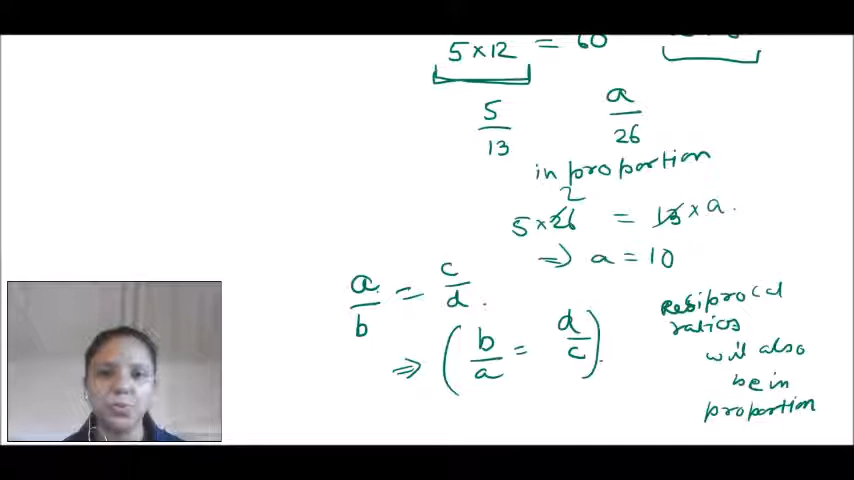 5 × 12 = 60
5/13 a/26
in proportion
2
5 × 26 = 13 × a.
⇒ a = 10
a/b = c/d.
⇒ ( b/a = d/c ).
Resiprocal
ratios
will also
be in
proportion